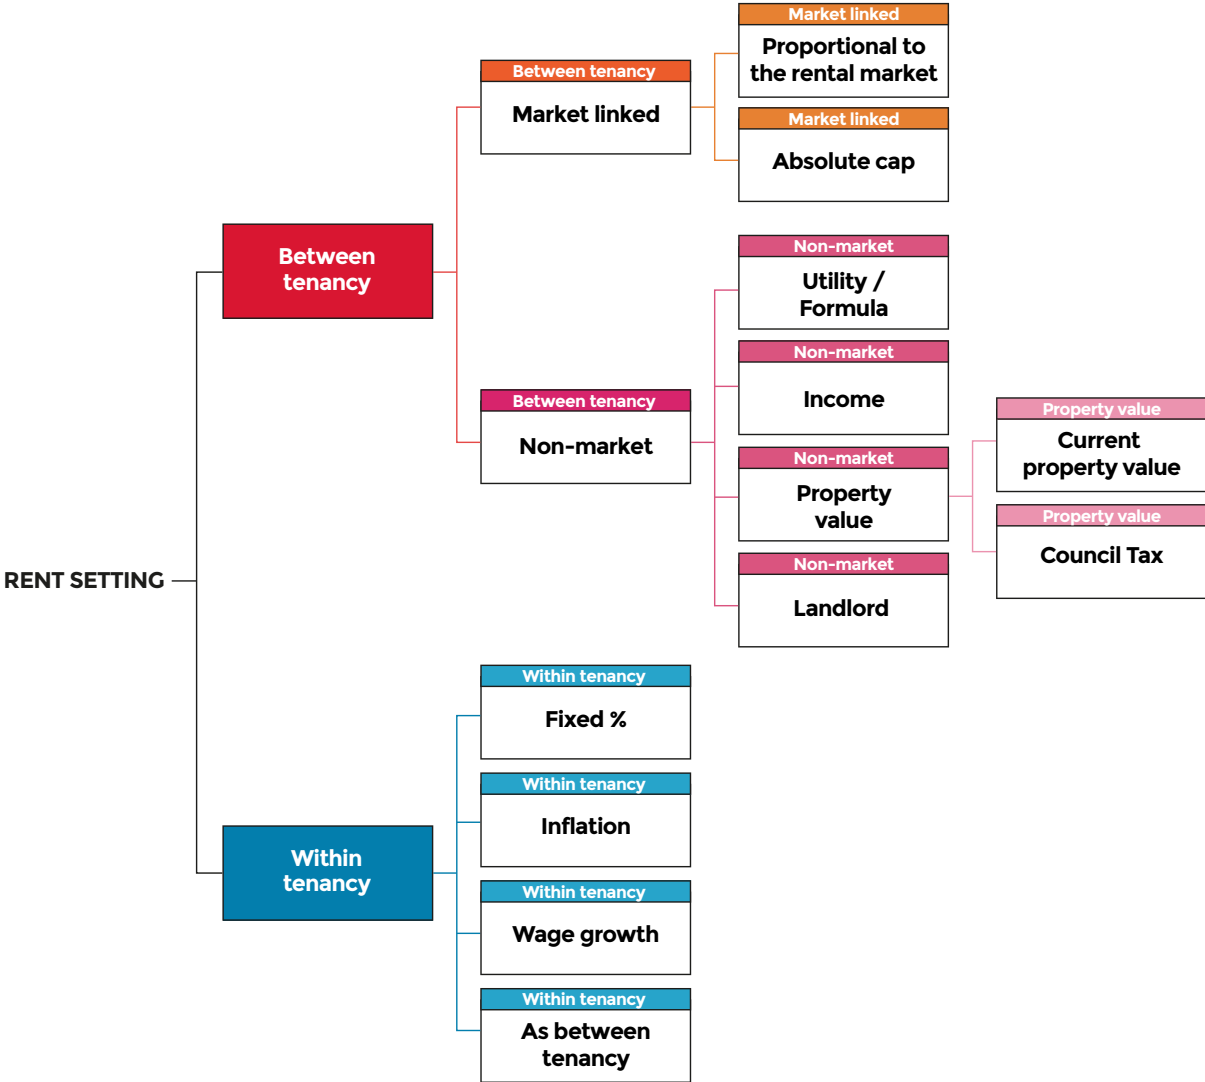 RENT SETTING
Between
tenancy
Between tenancy
Market linked
Market linked
Proportional to
the rental market
Market linked
Absolute cap
Between tenancy
Non-market
Non-market
Utility /
Formula
Non-market
Income
Non-market
Property
value
Property value
Current
property value
Property value
Council Tax
Non-market
Landlord
Within
tenancy
Within tenancy
Fixed %
Within tenancy
Inflation
Within tenancy
Wage growth
Within tenancy
As between
tenancy